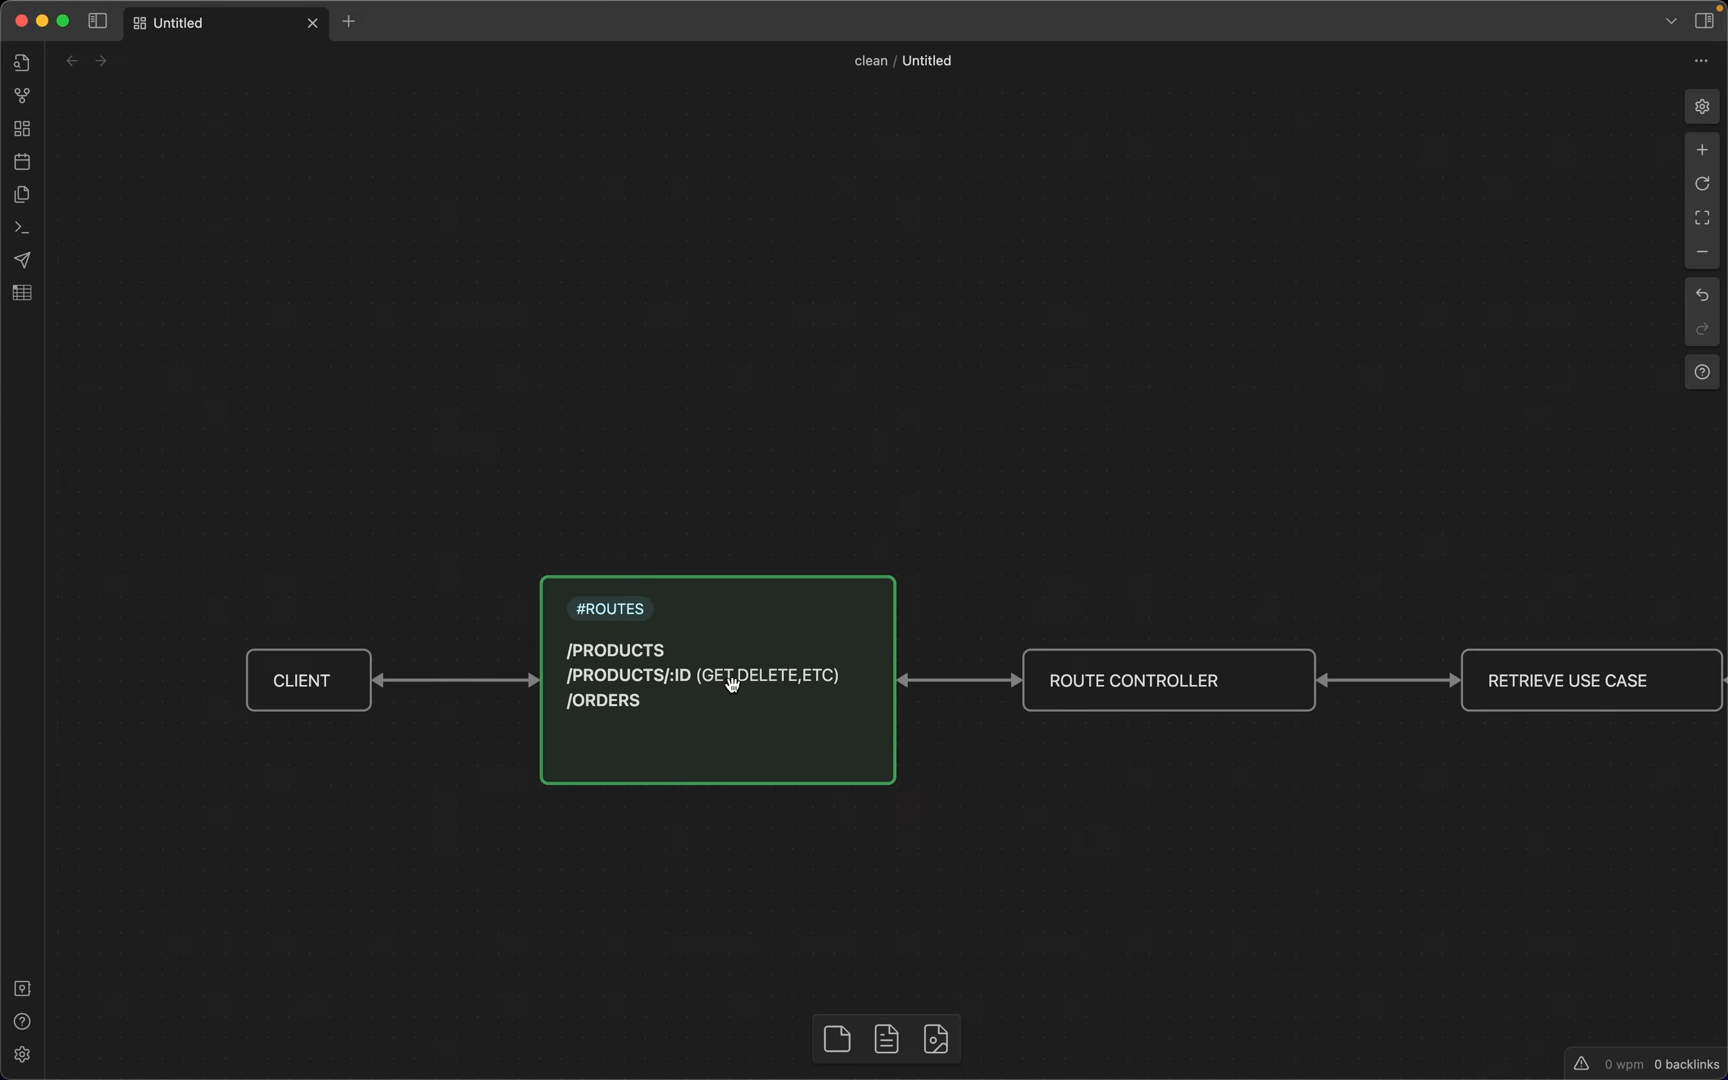 Untitled
clean / Untitled
#ROUTES
/PRODUCTS
/PRODUCTS/:ID (GET,DELETE,ETC)
/ORDERS
CLIENT
ROUTE CONTROLLER
RETRIEVE USE CASE
0 wpm 0 backlinks